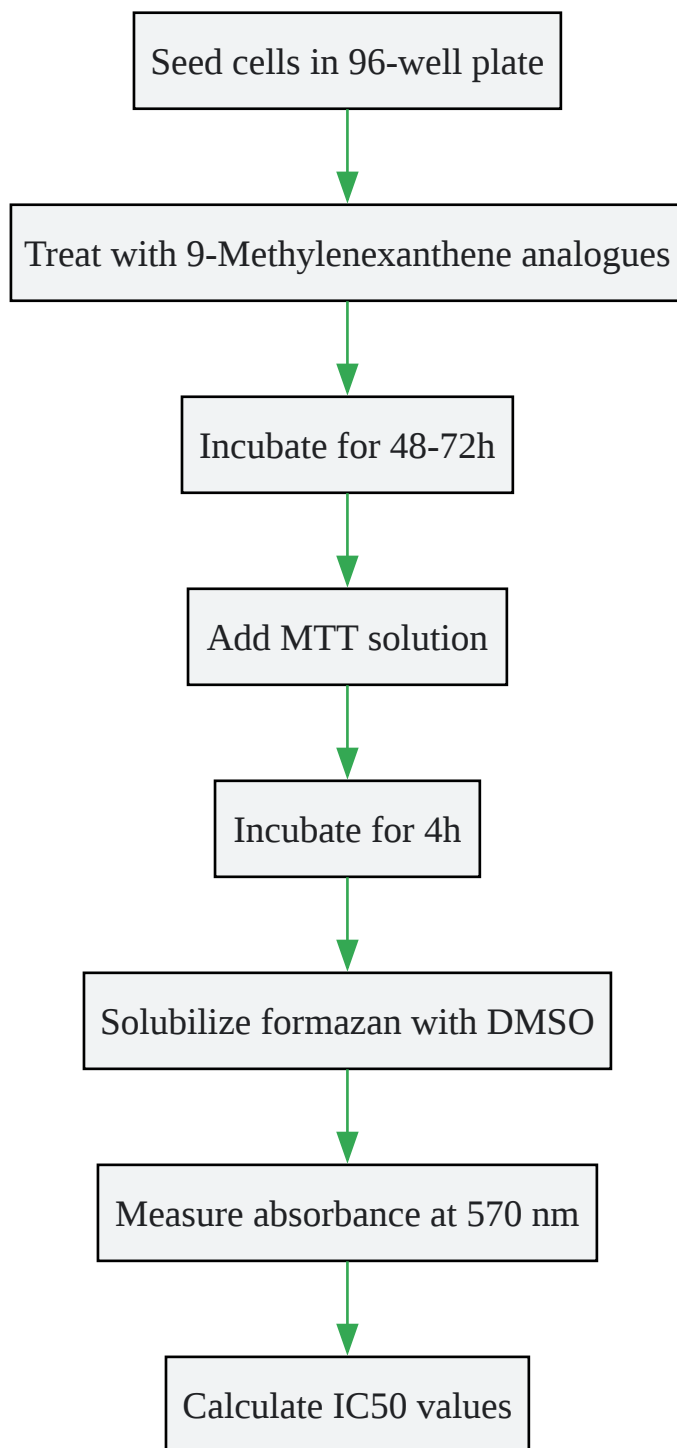 Seed cells in 96-well plate
Treat with 9-Methylenexanthene analogues
Incubate for 48-72h
Add MTT solution
Incubate for 4h
Solubilize formazan with DMSO
Measure absorbance at 570 nm
Calculate IC50 values